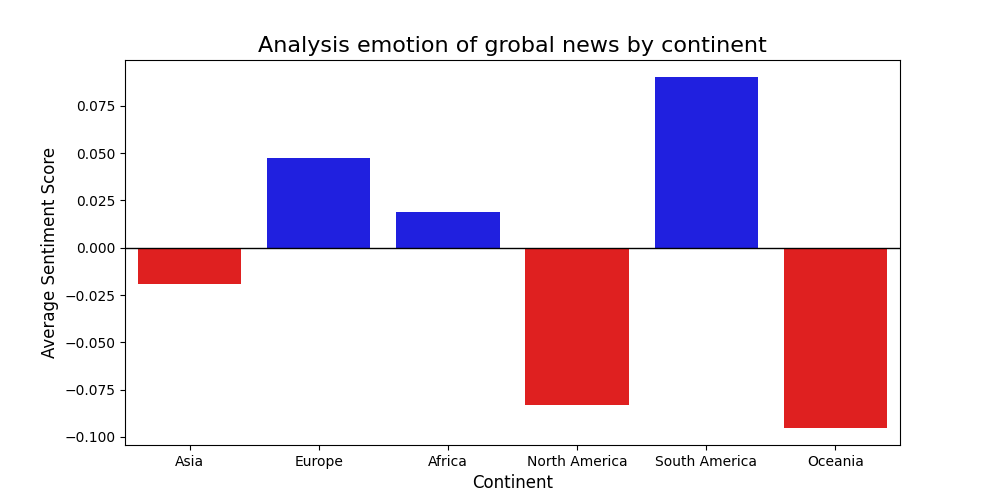 Analysis emotion of grobal news by continent
Average Sentiment Score
0.075
0.050
0.025
0.000
−0.025
−0.050
−0.075
−0.100
Asia Europe Africa North America South America Oceania
Continent